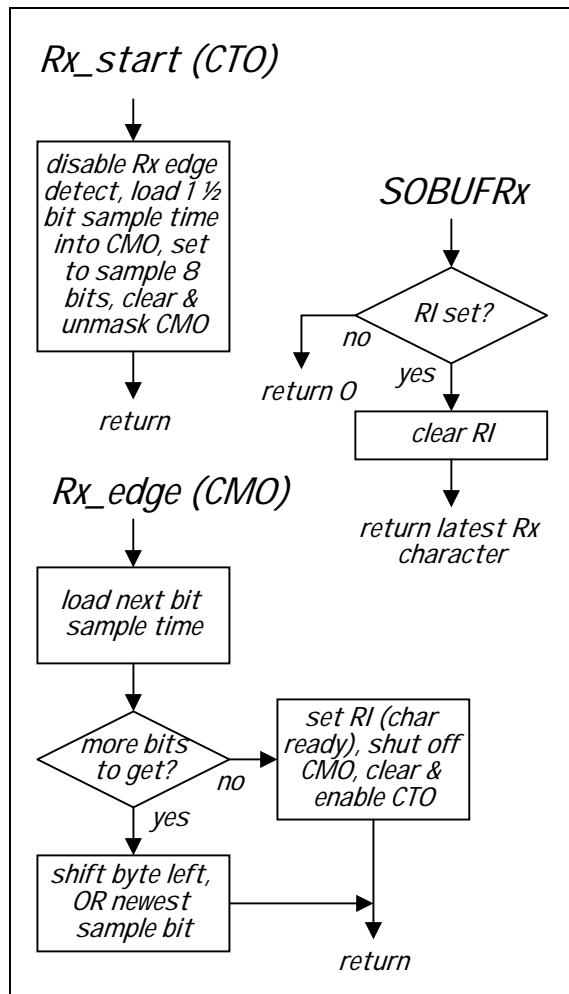 Rx_start (CTO)
disable Rx edge
detect, load 1 ½
bit sample time
into CMO, set
to sample 8
bits, clear &
unmask CMO
return
SOBUFRx
RI set?
no
yes
return O
clear RI
return latest Rx
character
Rx_edge (CMO)
load next bit
sample time
more bits
to get?
no
yes
set RI (char
ready), shut off
CMO, clear &
enable CTO
shift byte left,
OR newest
sample bit
return